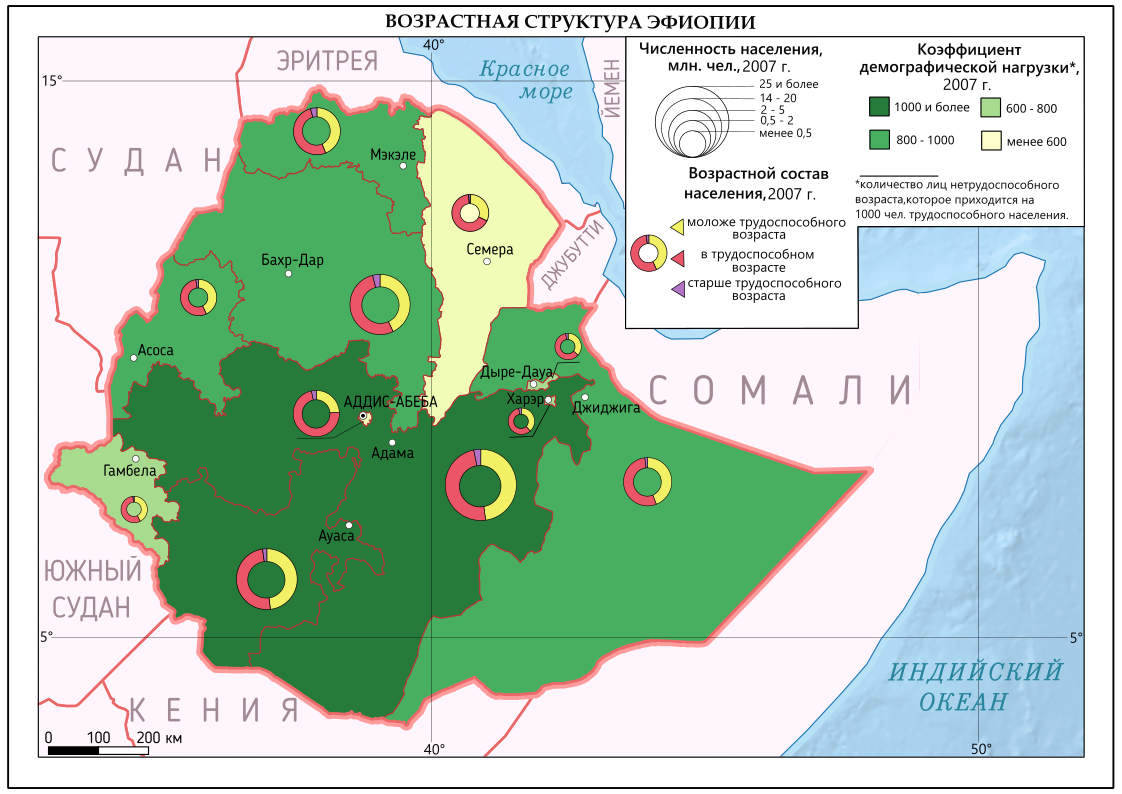 ВОЗРАСТНАЯ СТРУКТУРА ЭФИОПИИ
40°
15°
ЭРИТРЕЯ
Красное
море
ЙЕМЕН
СУДАН
Мэкэле
Семера
ДЖУБУТТИ
Бахр-Дар
Асоса
Дыре-Дауа
Харэр
Джиджига
СОМАЛИ
АДДИС-АБЕБА
Адама
Гамбела
Ауаса
ЮЖНЫЙ
СУДАН
5°
5°
ИНДИЙСКИЙ
ОКЕАН
КЕНИЯ
0 100 200 км
40°
50°
Численность населения,
млн. чел., 2007 г.
25 и более
14 - 20
2 - 5
0,5 - 2
менее 0,5
Возрастной состав
населения, 2007 г.
моложе трудоспособного
возраста
в трудоспособном
возрасте
старше трудоспособного
возраста
Коэффициент
демографической нагрузки*,
2007 г.
1000 и более
600 - 800
800 - 1000
менее 600
*количество лиц нетрудоспособного
возраста,которое приходится на
1000 чел. трудоспособного населения.